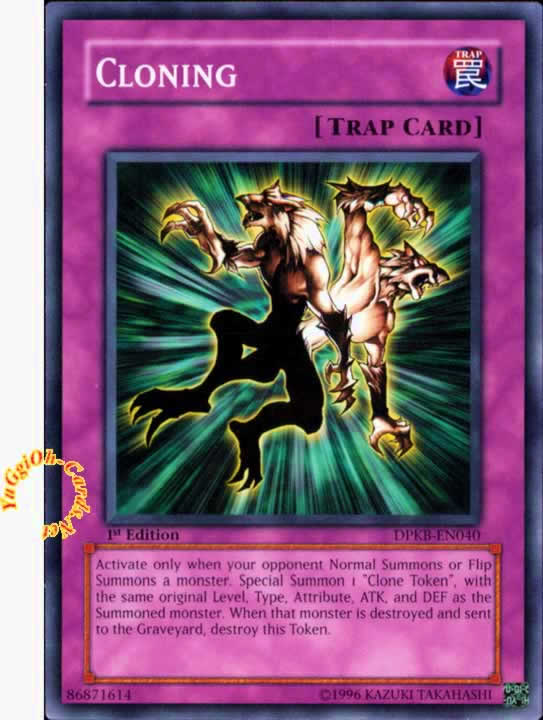 CLONING
TRAP
罠
[TRAP CARD]
1st Edition
DPKB-EN040
Activate only when your opponent Normal Summons or Flip
Summons a monster. Special Summon 1 "Clone Token", with
the same original Level, Type, Attribute, ATK, and DEF as the
Summoned monster. When that monster is destroyed and sent
to the Graveyard, destroy this Token.
86871614
©1996 KAZUKI TAKAHASHI
YuGgiOh-Cards.Net